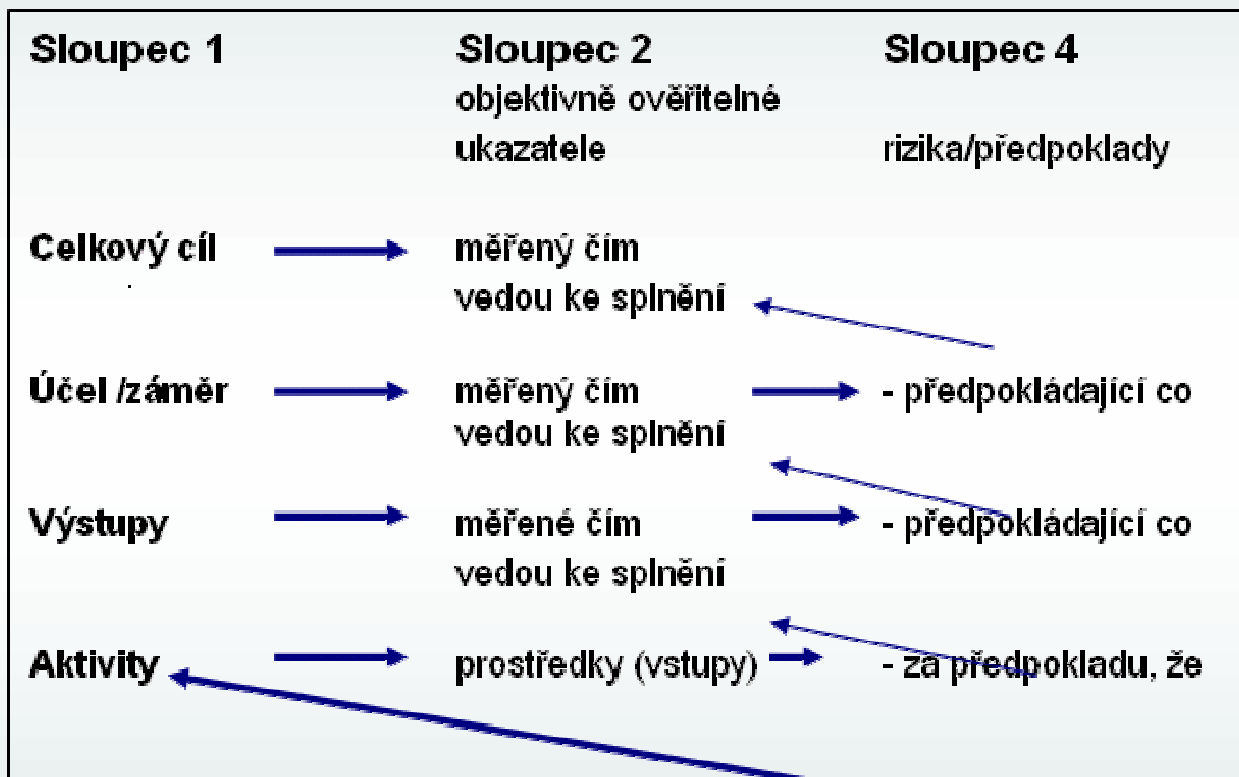 Sloupec 1 Sloupec 2 Sloupec 4
objektivně ověřitelné
ukazatele rizika/předpoklady
Celkový cíl měřený čím
vedou ke splnění
Účel /záměr měřený čím - předpokládající co
vedou ke splnění
Výstupy měřené čím - předpokládající co
vedou ke splnění
Aktivity prostředky (vstupy) - za předpokladu, že